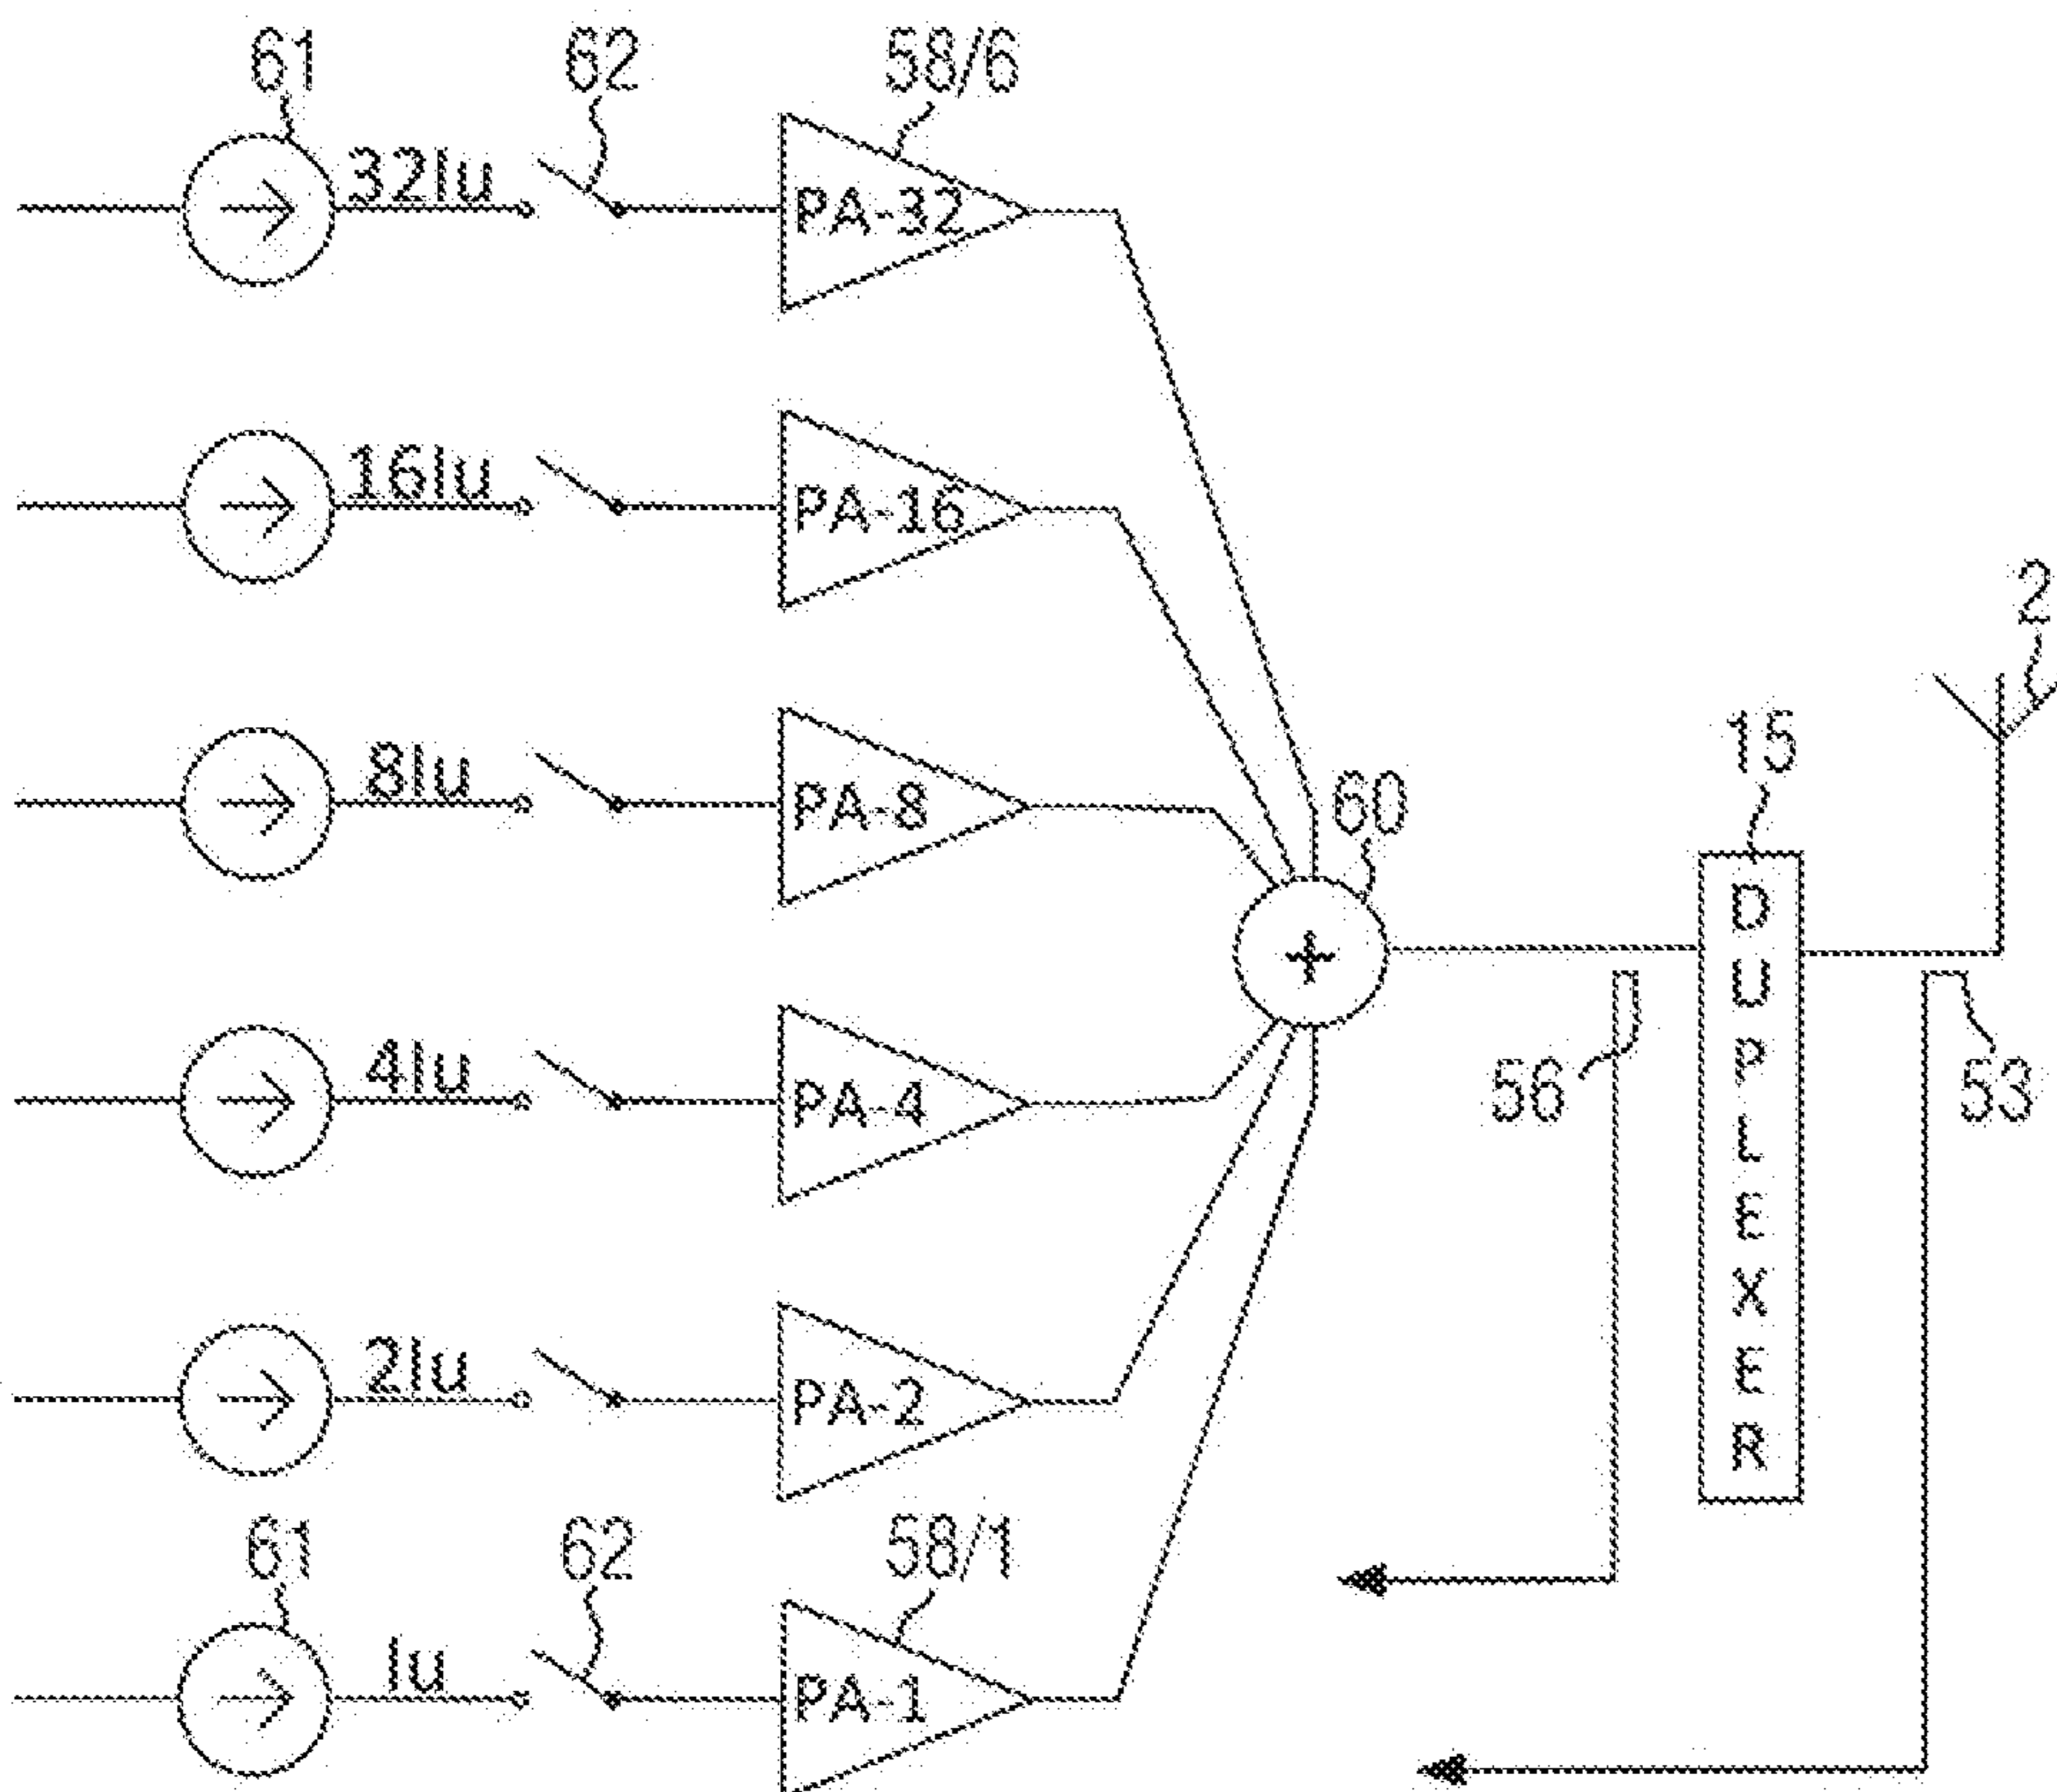 61 62 58/6
32Iu PA-32
16Iu PA-16
2
15
8Iu PA-8
60
+
DUPLEXER
56 53
4Iu PA-4
2Iu PA-2
61 62 58/1
Iu PA-1